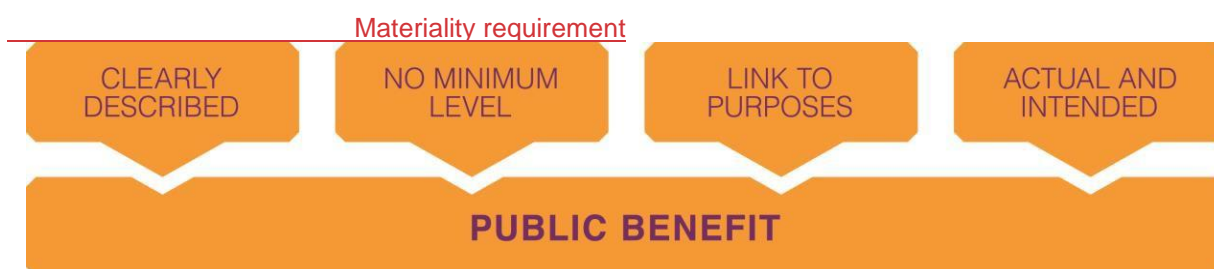 Materiality requirement
CLEARLY
DESCRIBED
NO MINIMUM
LEVEL
LINK TO
PURPOSES
ACTUAL AND
INTENDED
PUBLIC BENEFIT